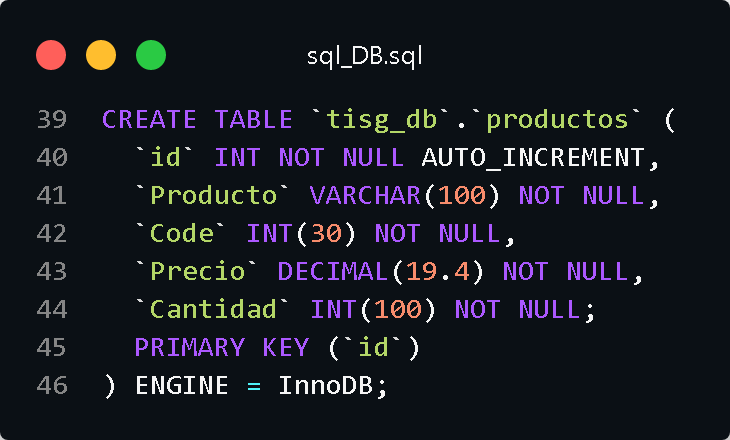 sql_DB.sql
39 CREATE TABLE `tisg_db`.`productos` (
40 `id` INT NOT NULL AUTO_INCREMENT,
41 `Producto` VARCHAR(100) NOT NULL,
42 `Code` INT(30) NOT NULL,
43 `Precio` DECIMAL(19.4) NOT NULL,
44 `Cantidad` INT(100) NOT NULL;
45 PRIMARY KEY (`id`)
46 ) ENGINE = InnoDB;